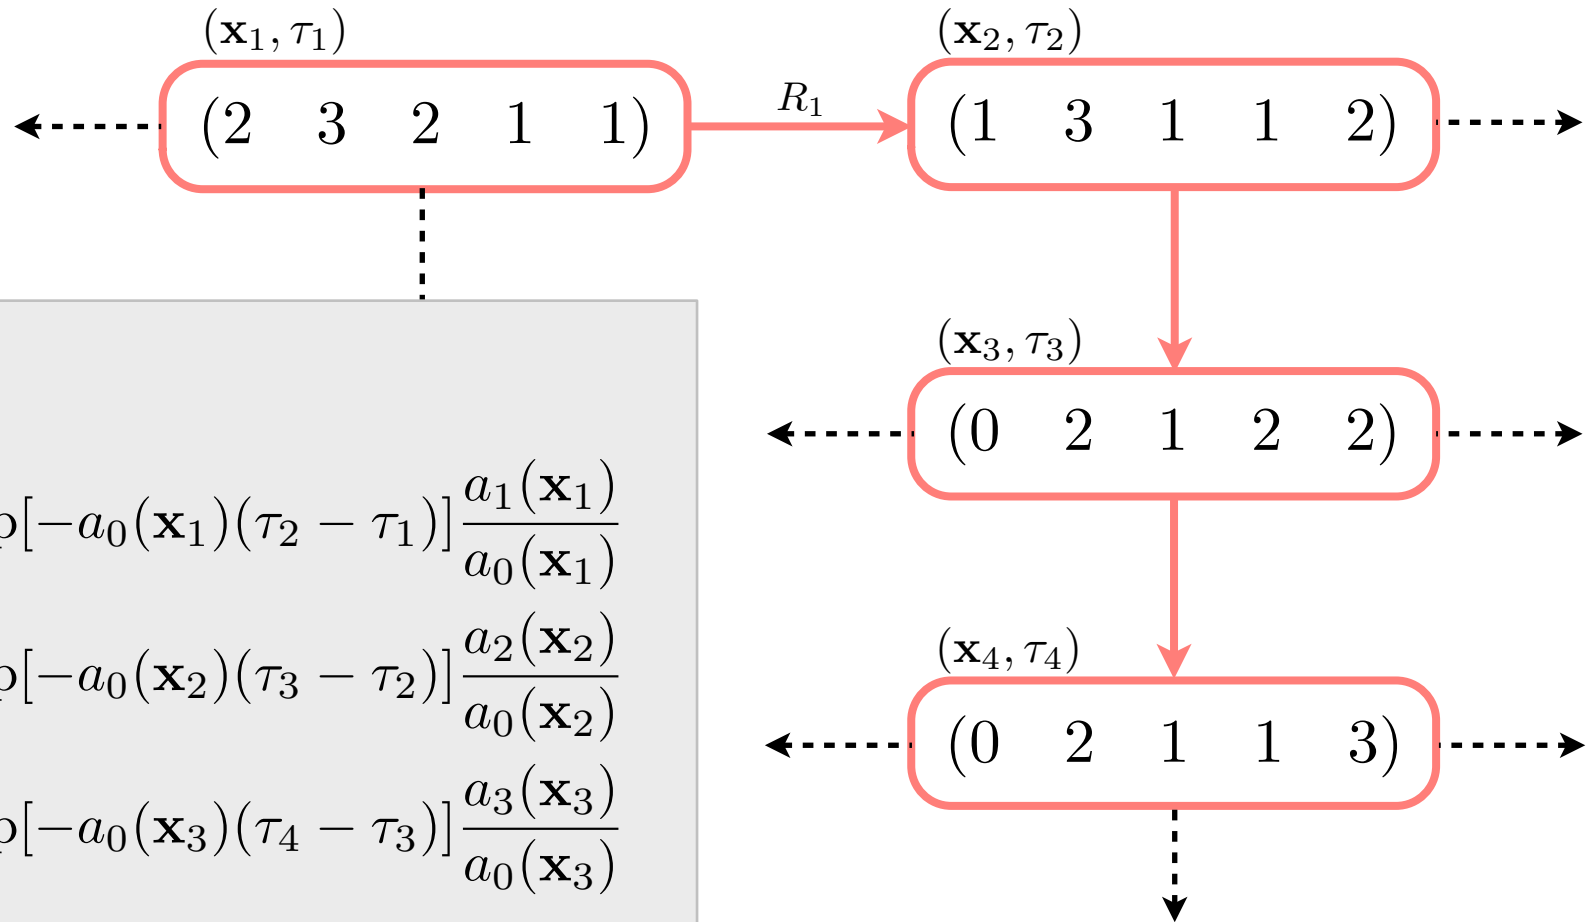 (x₁, τ₁)
(2 3 2 1 1)
R₁
(x₂, τ₂)
(1 3 1 1 2)
(x₃, τ₃)
(0 2 1 2 2)
(x₄, τ₄)
(0 2 1 1 3)
p[−a₀(x₁)(τ₂ − τ₁)] a₁(x₁)/a₀(x₁)
p[−a₀(x₂)(τ₃ − τ₂)] a₂(x₂)/a₀(x₂)
p[−a₀(x₃)(τ₄ − τ₃)] a₃(x₃)/a₀(x₃)